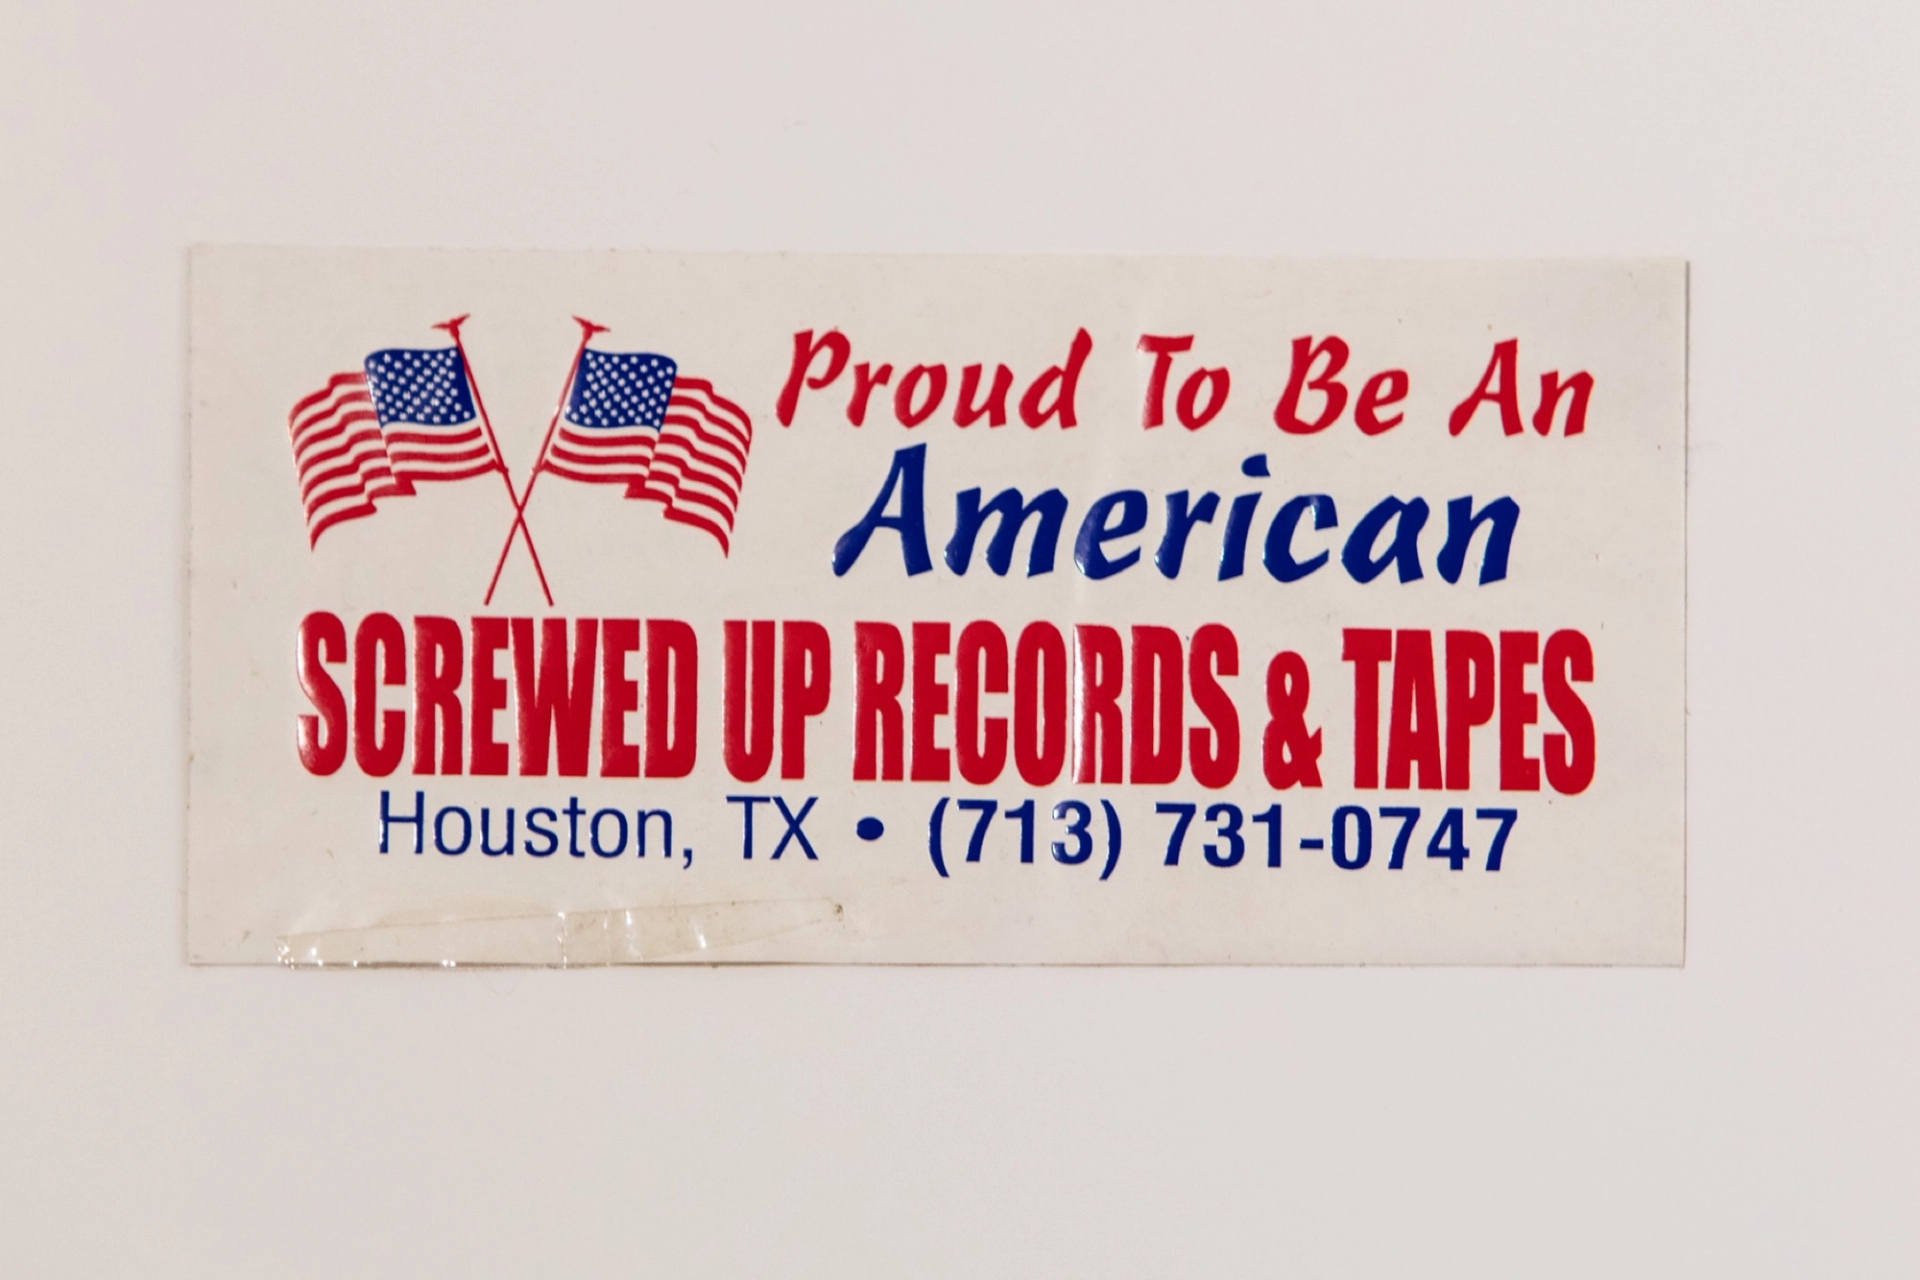 Proud To Be An
American
SCREWED UP RECORDS & TAPES
Houston, TX • (713) 731-0747